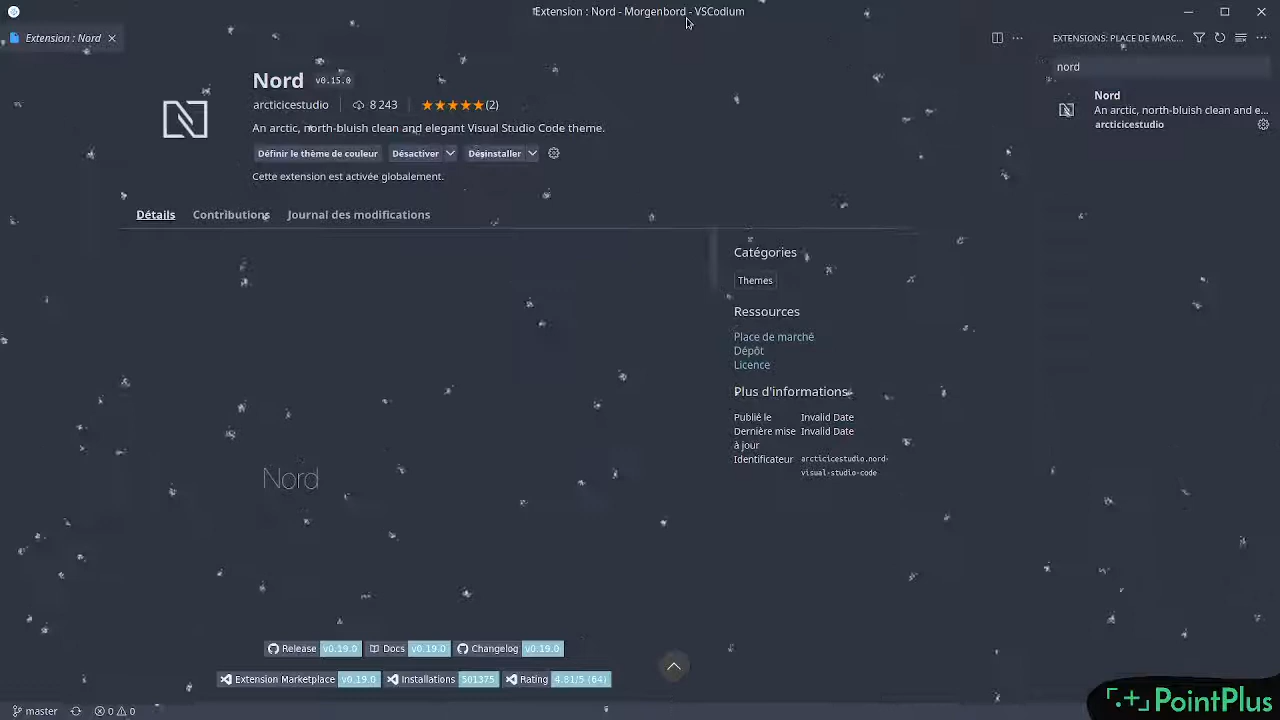 Extension : Nord - Morgenbord - VSCodium
Extension : Nord
EXTENSIONS: PLACE DE MARC...
nord
Nord v0.15.0
arcticicestudio 8 243 ★★★★★(2)
An arctic, north-bluish clean and elegant Visual Studio Code theme.
Définir le thème de couleur Désactiver Désinstaller
Cette extension est activée globalement.
Nord
An arctic, north-bluish clean and e...
arcticicestudio
Détails Contributions Journal des modifications
Catégories
Themes
Ressources
Place de marché
Dépôt
Licence
Plus d'informations
Publié le Invalid Date
Dernière mise Invalid Date
à jour
Identificateur arcticicestudio.nord-
visual-studio-code
Nord
Release v0.19.0 Docs v0.19.0 Changelog v0.19.0
Extension Marketplace v0.19.0 Installations 501375 Rating 4.81/5 (64)
master 0 0
PointPlus